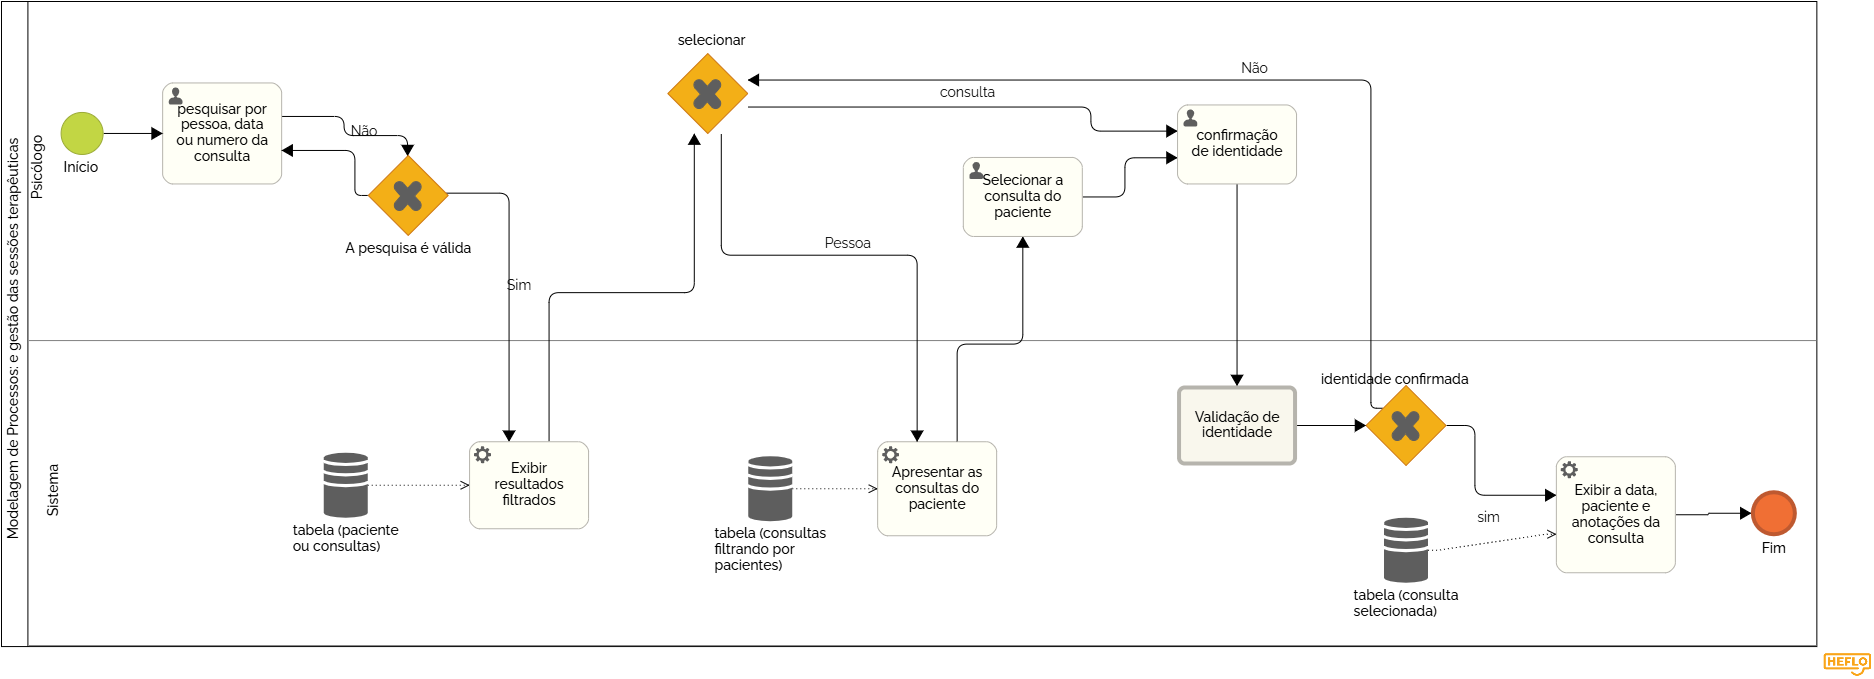 Modelagem de Processos: e gestão das sessões terapêuticas
Psicólogo
Início
pesquisar por
pessoa, data
ou numero da
consulta
Não
A pesquisa é válida
Sim
selecionar
consulta
Não
Pessoa
Selecionar a
consulta do
paciente
confirmação
de identidade
Sistema
tabela (paciente
ou consultas)
Exibir
resultados
filtrados
tabela (consultas
filtrando por
pacientes)
Apresentar as
consultas do
paciente
Validação de
identidade
identidade confirmada
sim
tabela (consulta
selecionada)
Exibir a data,
paciente e
anotações da
consulta
Fim
HEFLO